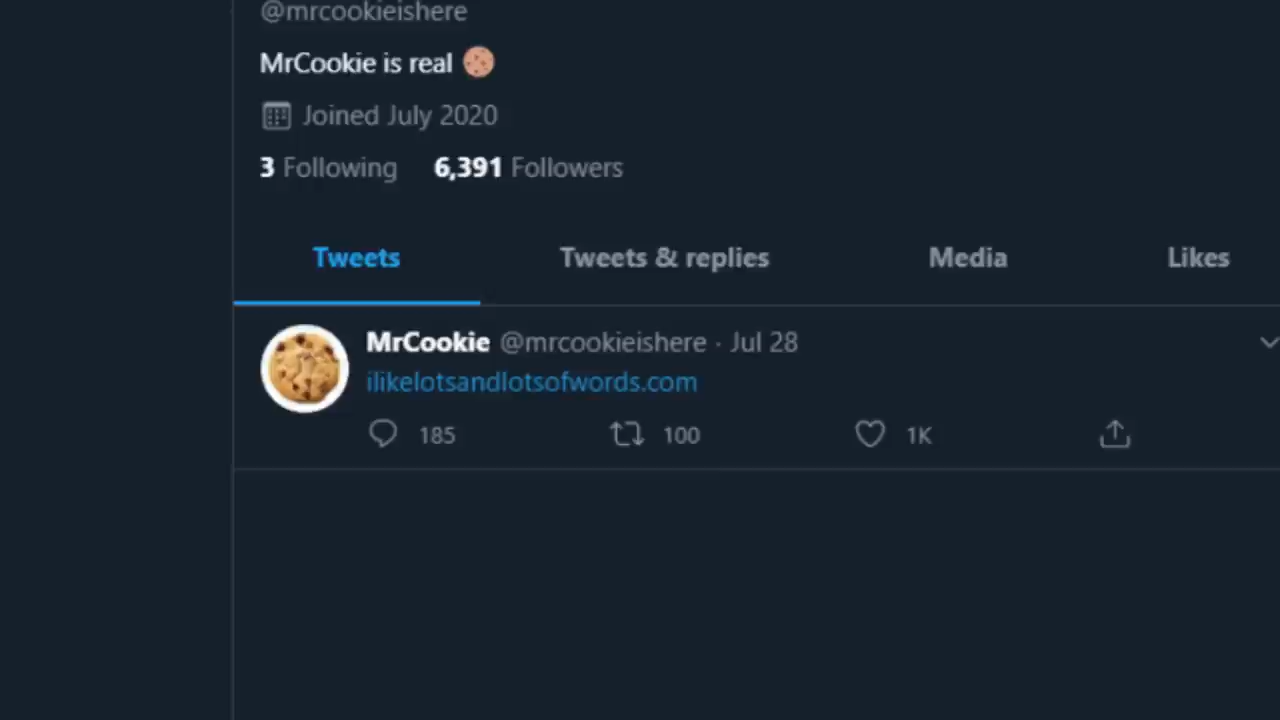 @mrcookieishere
MrCookie is real 🍪
Joined July 2020
3 Following 6,391 Followers
Tweets Tweets & replies Media Likes
MrCookie @mrcookieishere · Jul 28
ilikelotsandlotsofwords.com
185 100 1K